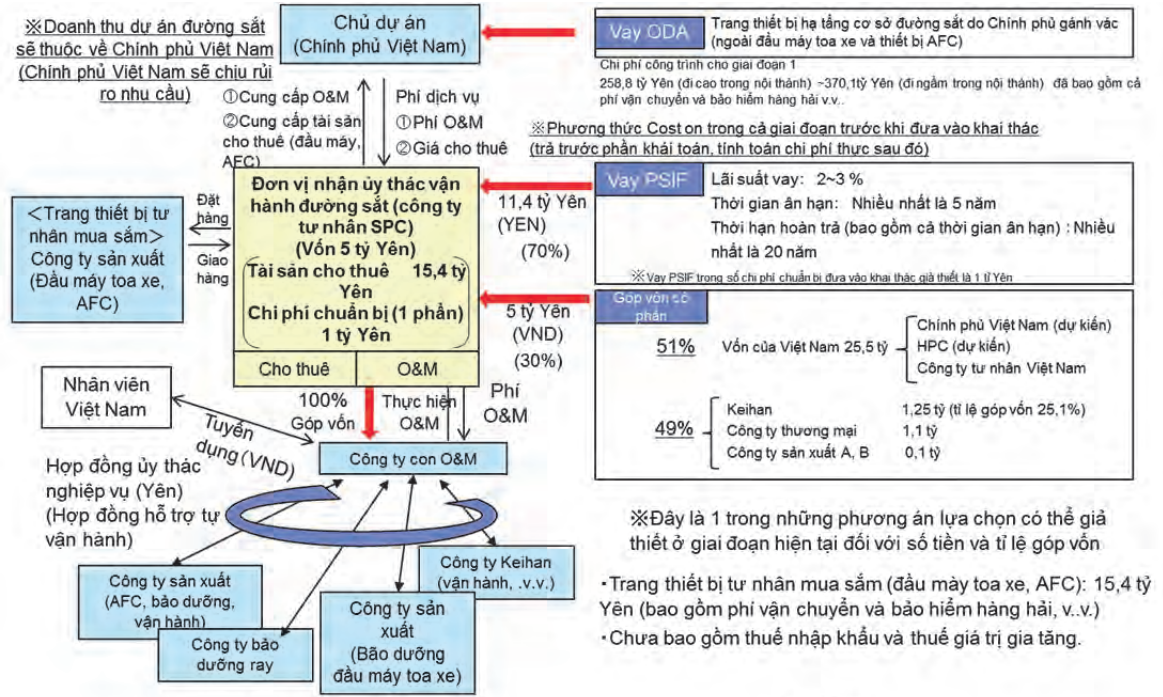 ※Doanh thu dự án đường sắt
sẽ thuộc về Chính phủ Việt Nam
(Chính phủ Việt Nam sẽ chịu rủi
ro nhu cầu)
Chủ dự án
(Chính phủ Việt Nam)
Vay ODA
Trang thiết bị hạ tầng cơ sở đường sắt do Chính phủ gánh vác
(ngoài đầu máy toa xe và thiết bị AFC)
Chi phí công trình cho giai đoạn 1
258,8 tỷ Yên (đi cao trong nội thành) ~370,1tỷ Yên (đi ngầm trong nội thành) đã bao gồm cả
phí vận chuyển và bảo hiểm hàng hải v.v..
①Cung cấp O&M
②Cung cấp tài sản
cho thuê (đầu máy,
AFC)
Phí dịch vụ
①Phí O&M
②Giá cho thuê
※Phương thức Cost on trong cả giai đoạn trước khi đưa vào khai thác
(trả trước phần khái toán, tính toán chi phí thực sau đó)
<Trang thiết bị tư
nhân mua sắm>
Công ty sản xuất
(Đầu máy toa xe,
AFC)
Đặt
hàng
Giao
hàng
Đơn vị nhận ủy thác vận
hành đường sắt (công ty
tư nhân SPC)
(Vốn 5 tỷ Yên)
Tài sản cho thuê 15,4 tỷ
Yên
Chi phí chuẩn bị (1 phần)
1 tỷ Yên
Cho thuê
O&M
11,4 tỷ Yên
(YEN)
(70%)
Vay PSIF
Lãi suất vay: 2~3 %
Thời gian ân hạn: Nhiều nhất là 5 năm
Thời hạn hoàn trả (bao gồm cả thời gian ân hạn) : Nhiều
nhất là 20 năm
※Vay PSIF trong số chi phí chuẩn bị đưa vào khai thác giả thiết là 1 tỉ Yên
5 tỷ Yên
(VND)
(30%)
Góp vốn cổ
phần
51%
Vốn của Việt Nam 25,5 tỷ
Chính phủ Việt Nam (dự kiến)
HPC (dự kiến)
Công ty tư nhân Việt Nam
49%
Keihan 1,25 tỷ (tỉ lệ góp vốn 25,1%)
Công ty thương mại 1,1 tỷ
Công ty sản xuất A, B 0,1 tỷ
Nhân viên
Việt Nam
Tuyển
dụng (VND)
100%
Góp vốn
Thực hiện
O&M
Phí
O&M
Công ty con O&M
Hợp đồng ủy thác
nghiệp vụ (Yên)
(Hợp đồng hỗ trợ tự
vận hành)
Công ty sản xuất
(AFC, bảo dưỡng,
vận hành)
Công ty bảo
dưỡng ray
Công ty sản
xuất
(Bão dưỡng
đầu máy toa xe)
Công ty Keihan
(vận hành, .v.v.)
※Đây là 1 trong những phương án lựa chọn có thể giả
thiết ở giai đoạn hiện tại đối với số tiền và tỉ lệ góp vốn
・Trang thiết bị tư nhân mua sắm (đầu mày toa xe, AFC): 15,4 tỷ
Yên (bao gồm phí vận chuyển và bảo hiểm hàng hải, v..v.)
・Chưa bao gồm thuế nhập khẩu và thuế giá trị gia tăng.